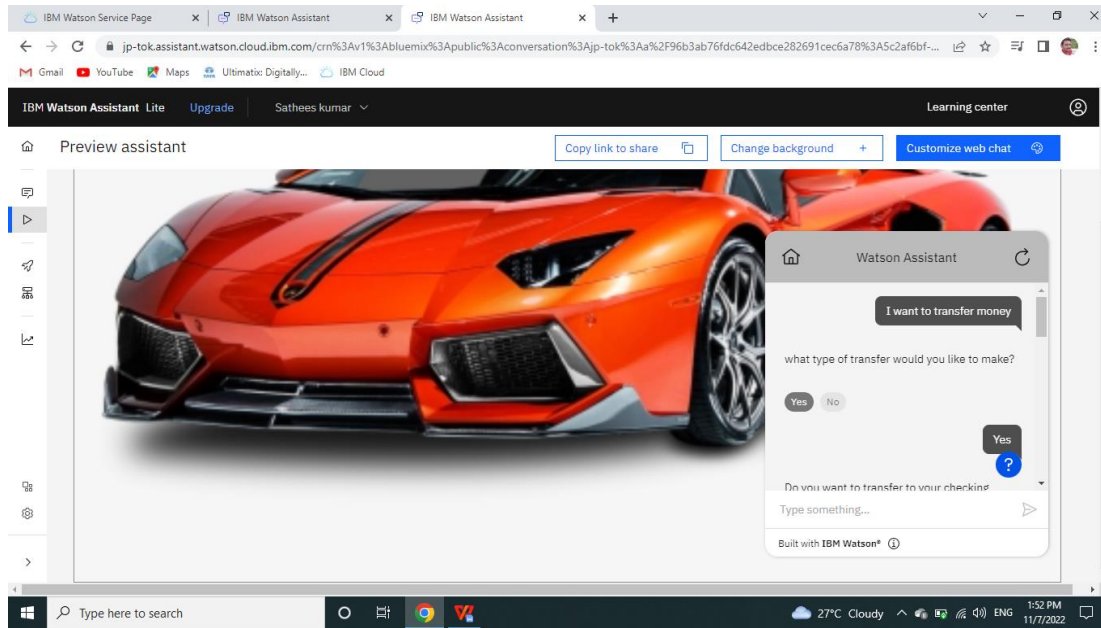 IBM Watson Service Page
IBM Watson Assistant
IBM Watson Assistant
jp-tok.assistant.watson.cloud.ibm.com/crn%3Av1%3Abluemix%3Apublic%3Aconversation%3Ajp-tok%3Aa%2F96b3ab76fdc642edbce282691cec6a78%3A5c2af6bf-...
Gmail YouTube Maps Ultimatix: Digitally... IBM Cloud
IBM Watson Assistant Lite Upgrade Sathees kumar Learning center
Preview assistant Copy link to share Change background + Customize web chat
Watson Assistant
I want to transfer money
what type of transfer would you like to make?
Yes No
Yes
?
Do you want to transfer to your checking
Type something...
Built with IBM Watson®
Type here to search
27°C Cloudy ENG 1:52 PM
11/7/2022